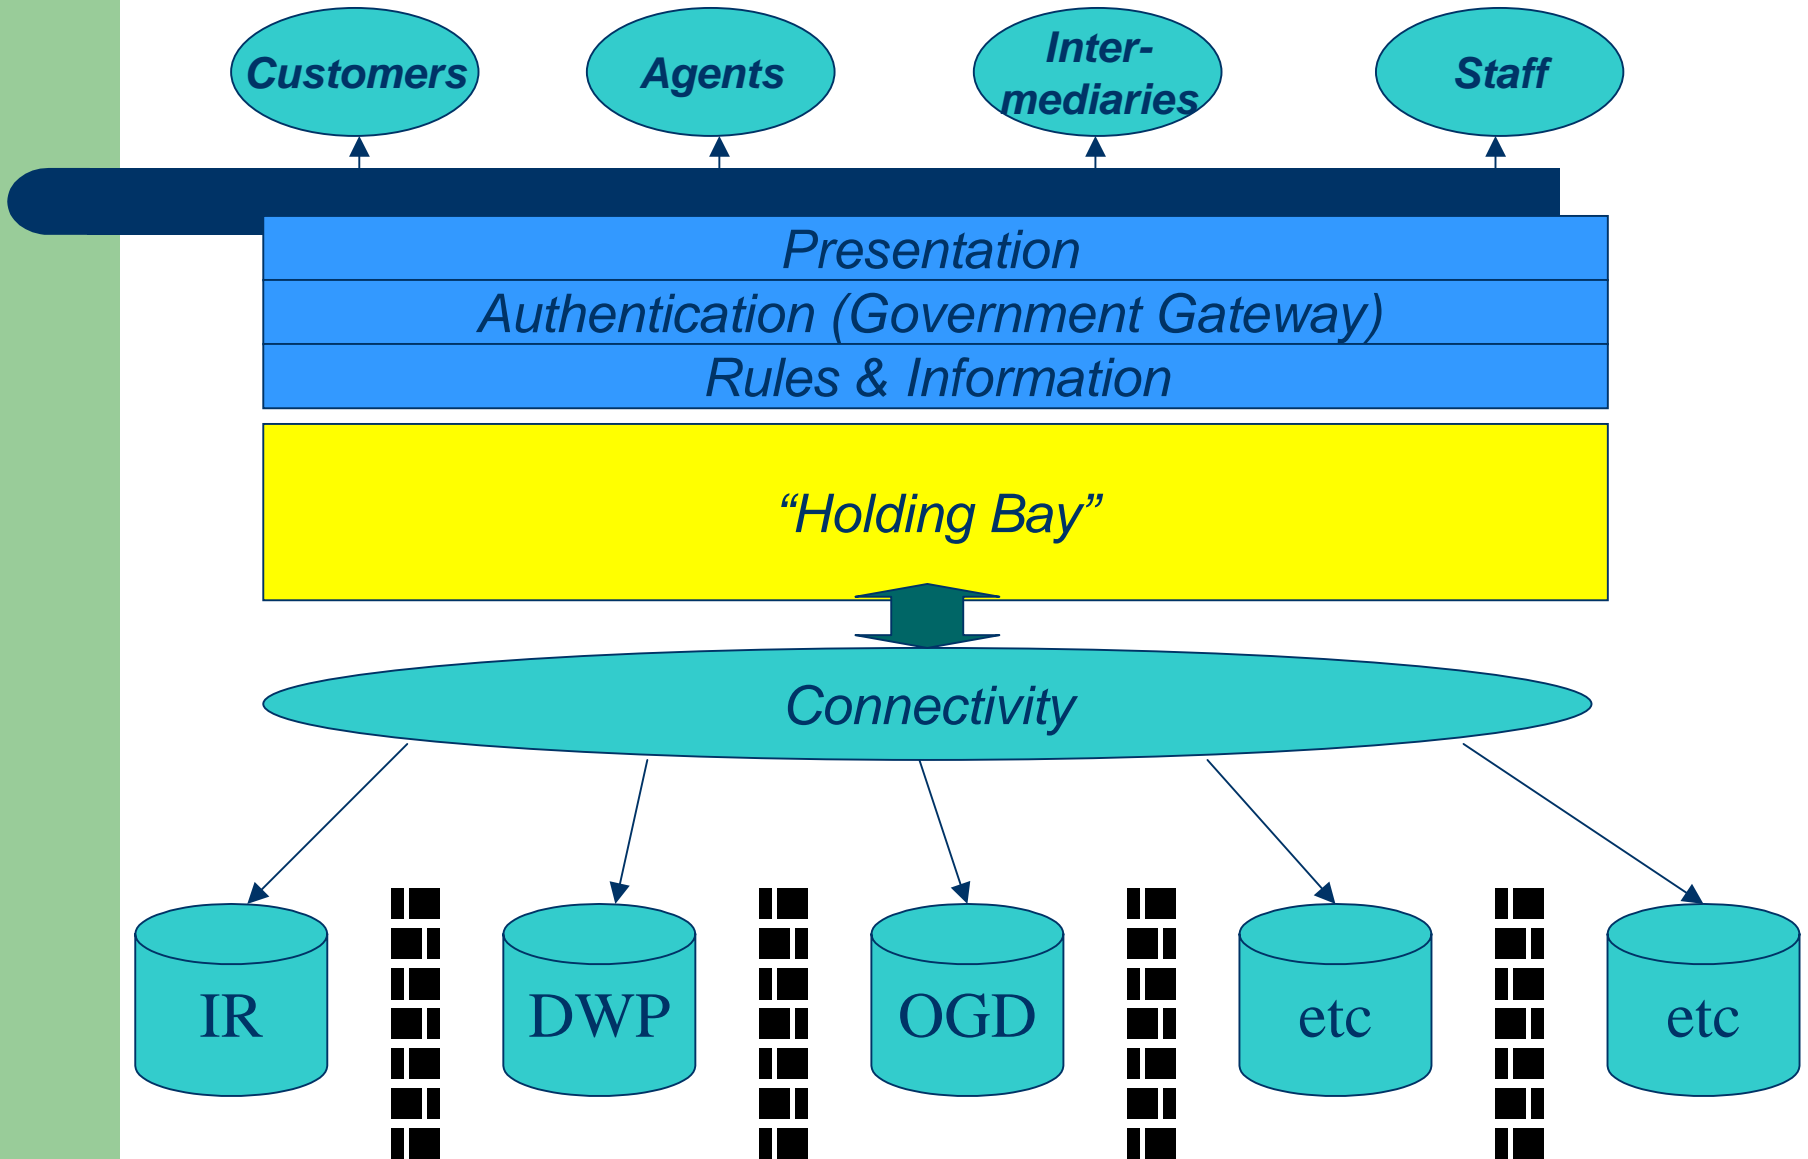 Customers
Agents
Inter-
mediaries
Staff
Presentation
Authentication (Government Gateway)
Rules & Information
“Holding Bay”
Connectivity
IR
DWP
OGD
etc
etc